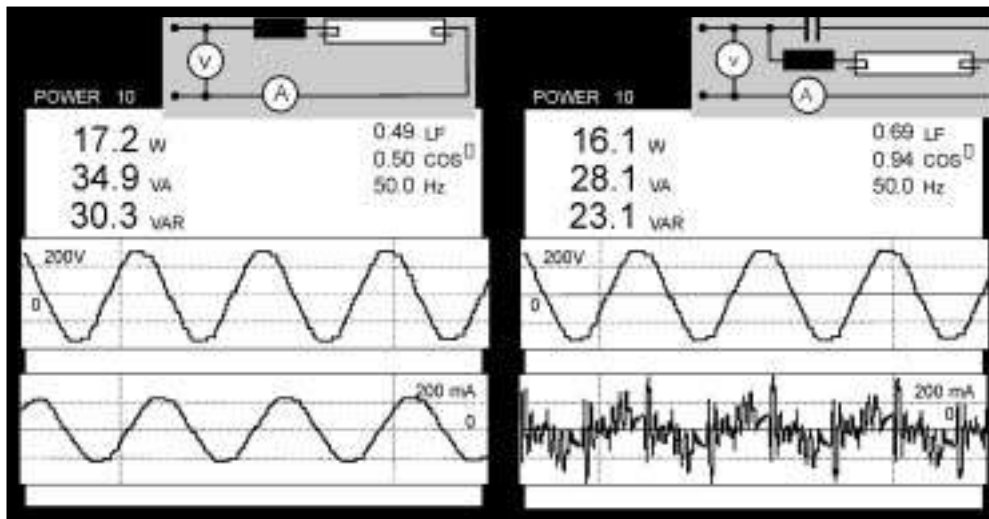 V
A
POWER 10
17.2 W
34.9 VA
30.3 VAR
0.49 LF
0.50 COS▯
50.0 Hz
200V
0
200 mA
0
V
A
POWER 10
16.1 W
28.1 VA
23.1 VAR
0.69 LF
0.94 COS▯
50.0 Hz
200V
0
200 mA
0